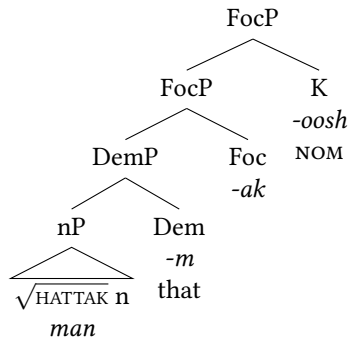 FocP
FocP K
-oosh
DemP Foc NOM
-ak
nP Dem
-m
√HATTAK n that
man